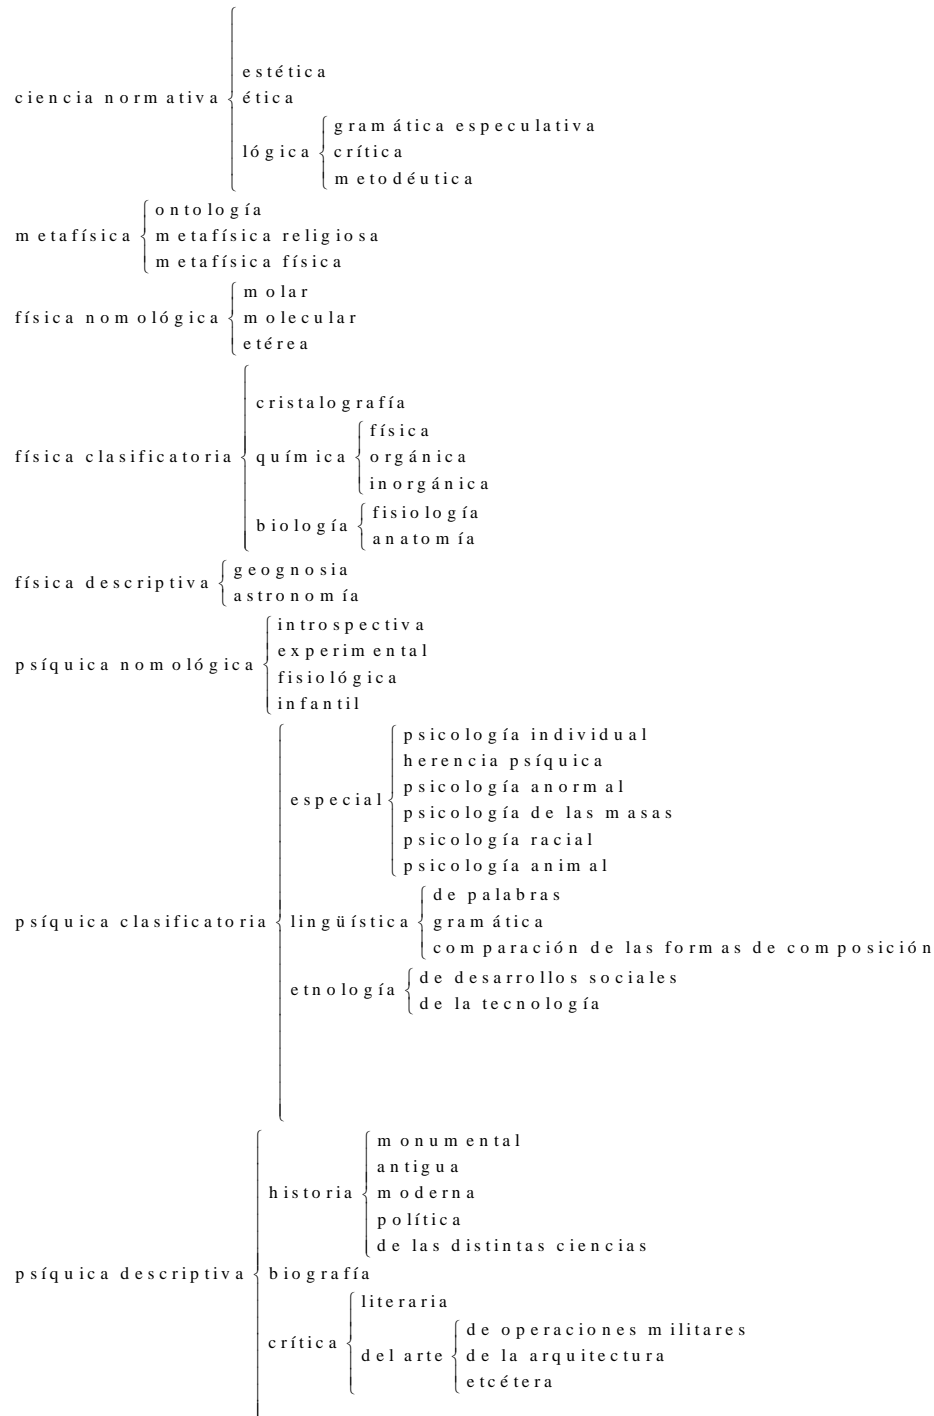 estética
ciencia normativa
ética
gramática especulativa
lógica
crítica
metodéutica
ontología
metafísica
metafísica religiosa
metafísica física
molar
física nomológica
molecular
etérea
cristalografía
física
física clasificatoria
química
orgánica
inorgánica
fisiología
biología
anatomía
geognosia
física descriptiva
astronomía
introspectiva
experimental
psíquica nomológica
fisiológica
infantil
psicología individual
herencia psíquica
psicología anormal
especial
psicología de las masas
psicología racial
psicología animal
de palabras
psíquica clasificatoria
lingüística
gramática
comparación de las formas de composición
de desarrollos sociales
etnología
de la tecnología
monumental
antigua
historia
moderna
política
de las distintas ciencias
psíquica descriptiva
biografía
literaria
crítica
de operaciones militares
del arte
de la arquitectura
etcétera